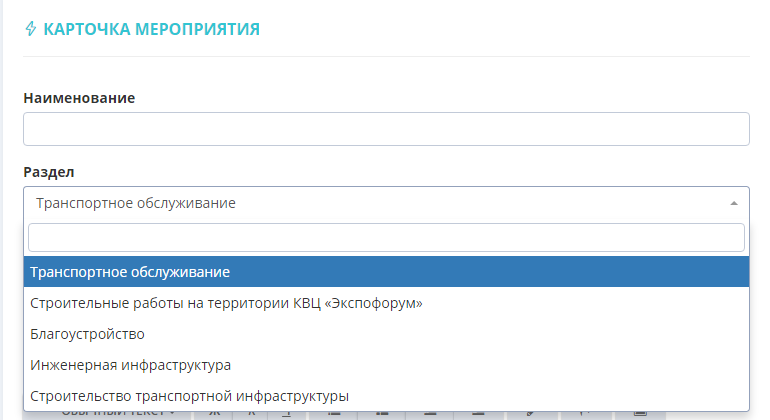 КАРТОЧКА МЕРОПРИЯТИЯ
Наименование
Раздел
Транспортное обслуживание
Транспортное обслуживание
Строительные работы на территории КВЦ «Экспофорум»
Благоустройство
Инженерная инфраструктура
Строительство транспортной инфраструктуры